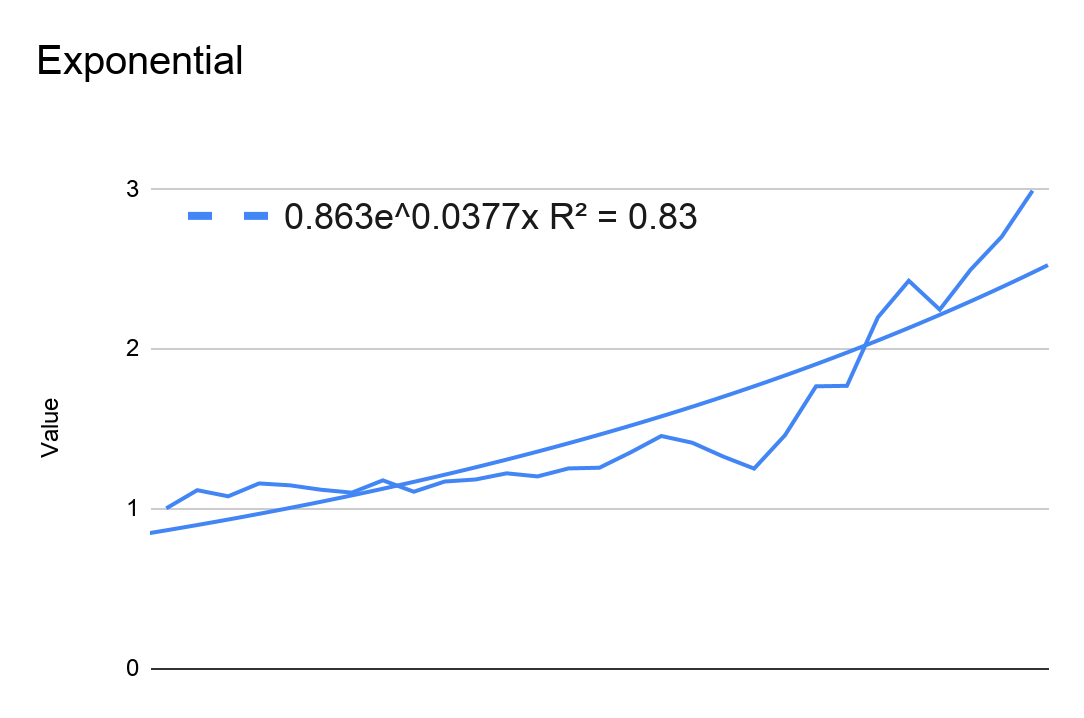 Exponential
3
0.863e^0.0377x R² = 0.83
2
Value
1
0